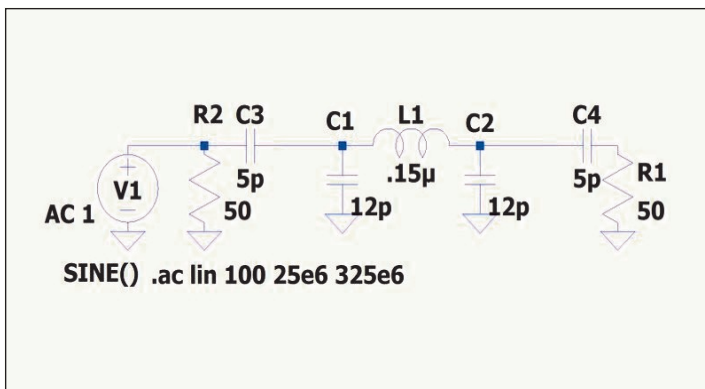 R2 C3 C1 L1 C2 C4
V1 5p .15µ 5p R1
AC 1 50 12p 12p 50
SINE() .ac lin 100 25e6 325e6